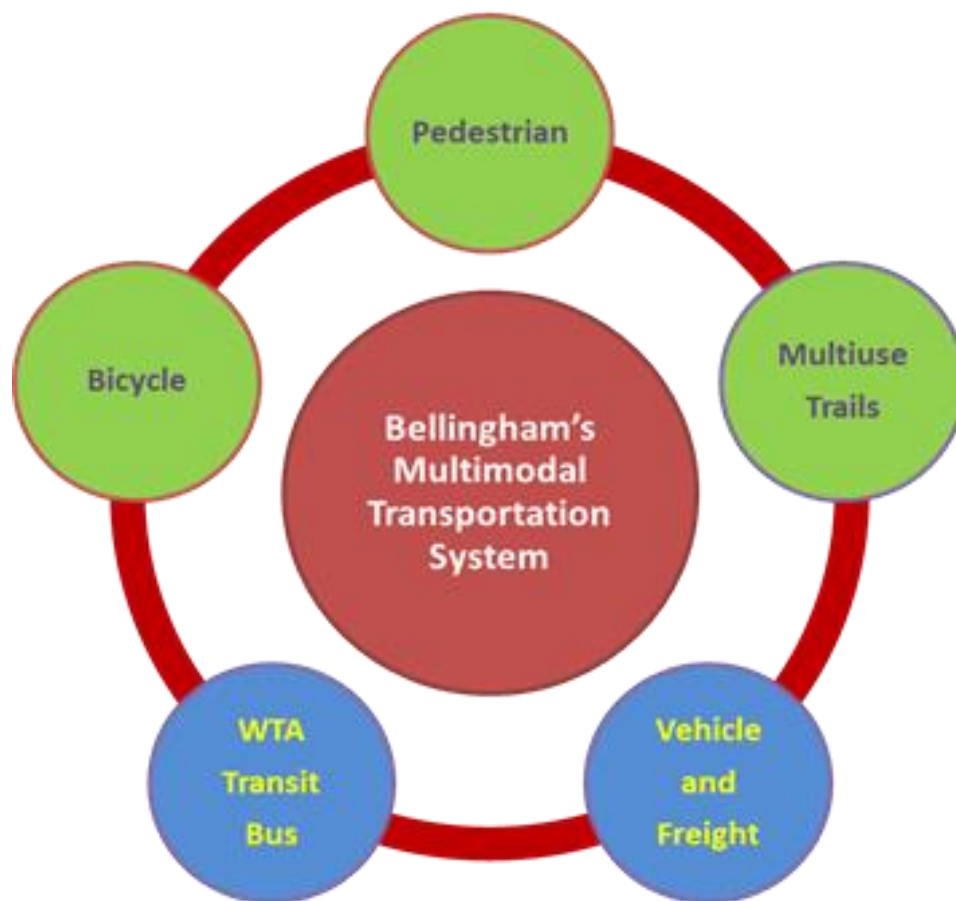 Pedestrian
Bicycle
Multiuse
Trails
Bellingham’s
Multimodal
Transportation
System
WTA
Transit
Bus
Vehicle
and
Freight